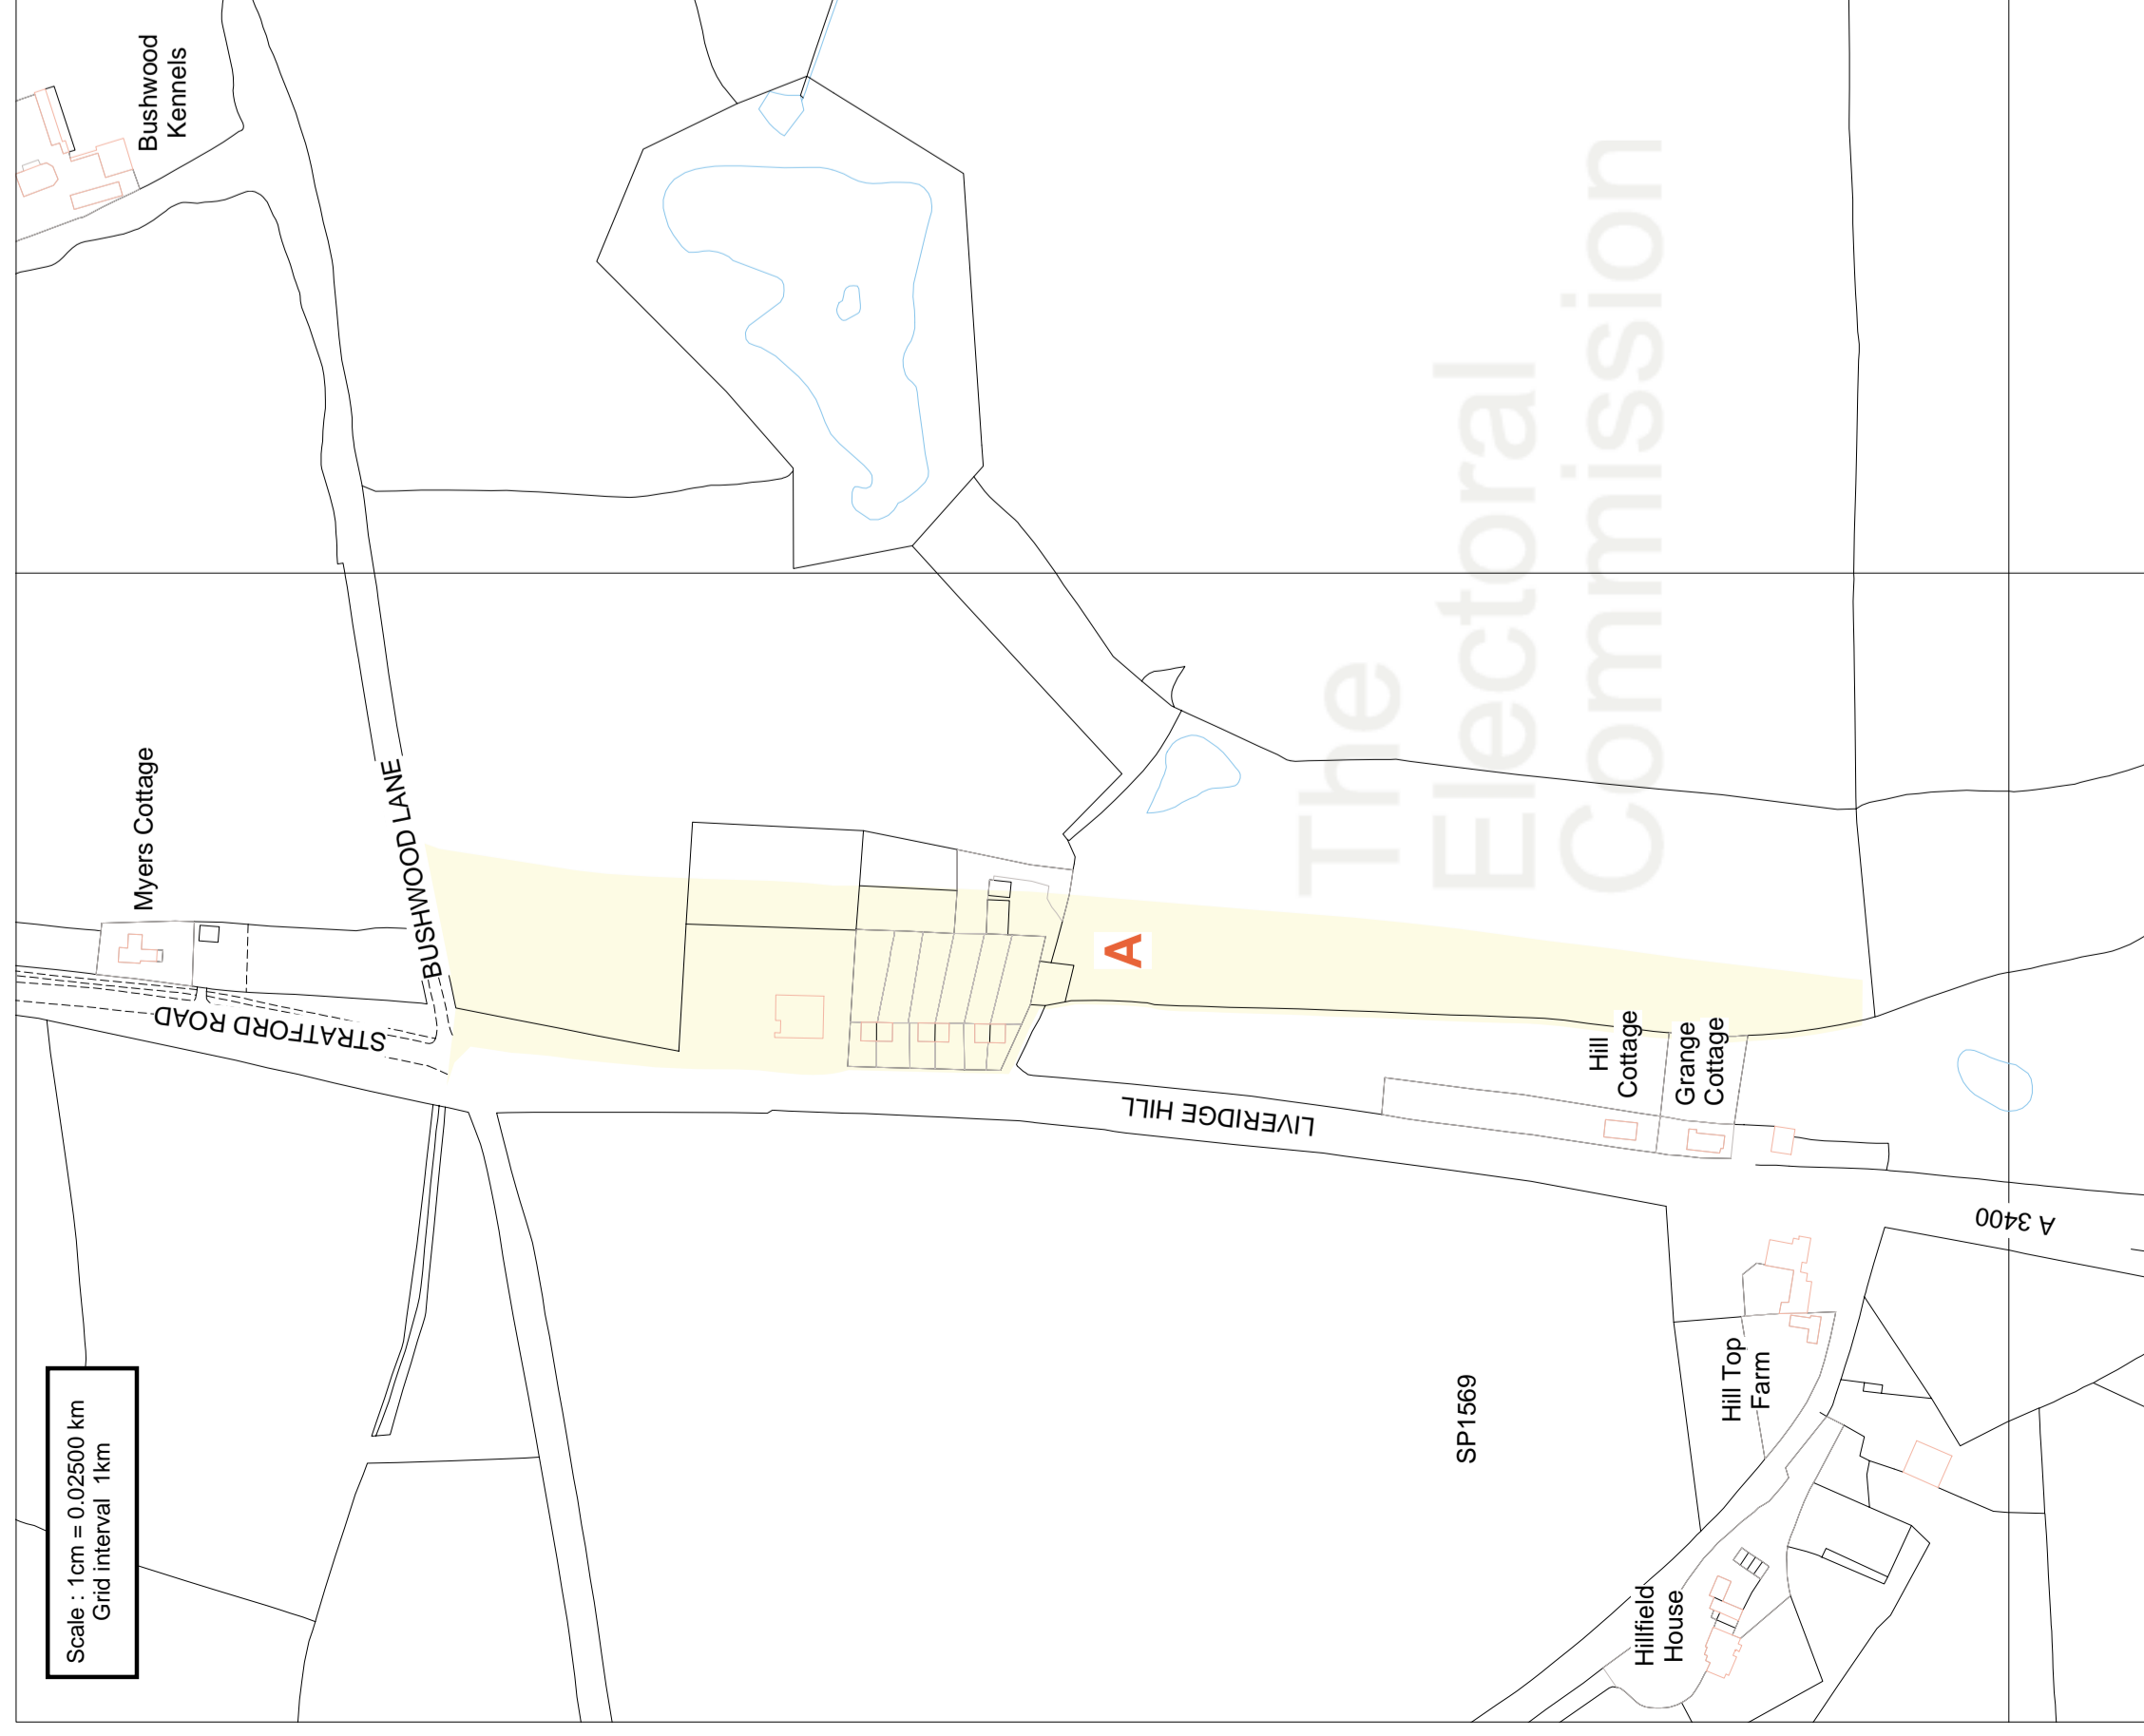 Scale : 1cm = 0.02500 km
Grid interval 1km
Bushwood
Kennels
Myers Cottage
STRATFORD ROAD
BUSHWOOD LANE
A
LIVERIDGE HILL
Hill
Cottage
Grange
Cottage
A 3400
SP1569
Hill Top
Farm
Hillfield
House
The
Electoral
Commission